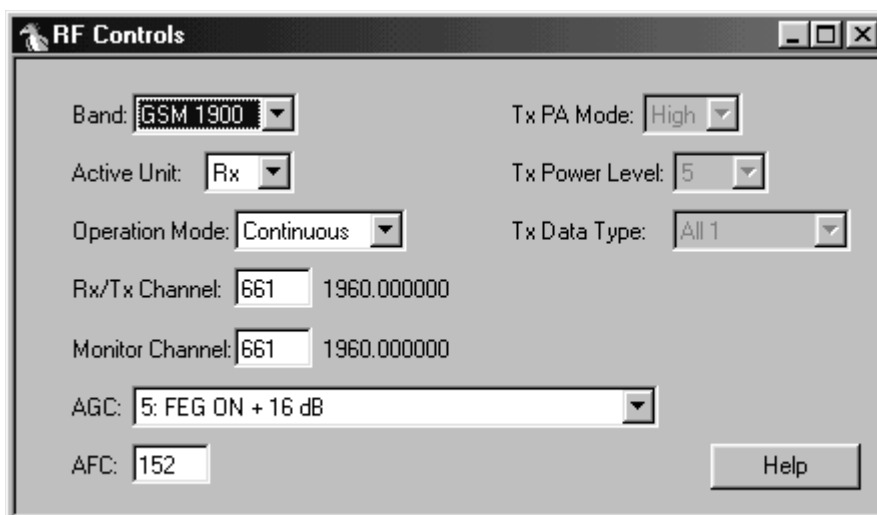 RF Controls
Band: GSM 1900
Tx PA Mode: High
Active Unit: Rx
Tx Power Level: 5
Operation Mode: Continuous
Tx Data Type: All 1
Rx/Tx Channel: 661 1960.000000
Monitor Channel: 661 1960.000000
AGC: 5: FEG ON + 16 dB
AFC: 152
Help